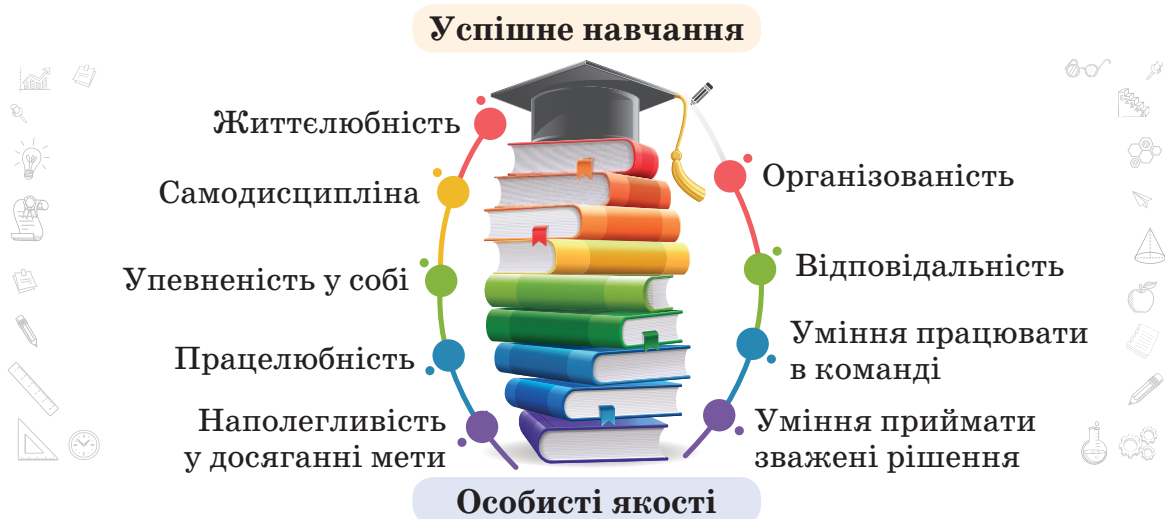 Успішне навчання
Життєлюбність
Самодисципліна
Упевненість у собі
Працелюбність
Наполегливість
у досяганні мети
Організованість
Відповідальність
Уміння працювати
в команді
Уміння приймати
зважені рішення
Особисті якості